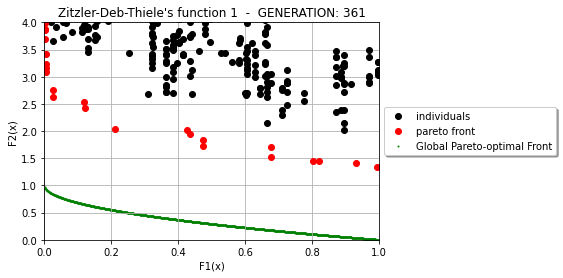 Zitzler-Deb-Thiele's function 1 - GENERATION: 361
4.0
3.5
3.0
2.5
2.0
1.5
1.0
0.5
0.0
F2(x)
0.0 0.2 0.4 0.6 0.8 1.0
F1(x)
individuals
pareto front
Global Pareto-optimal Front